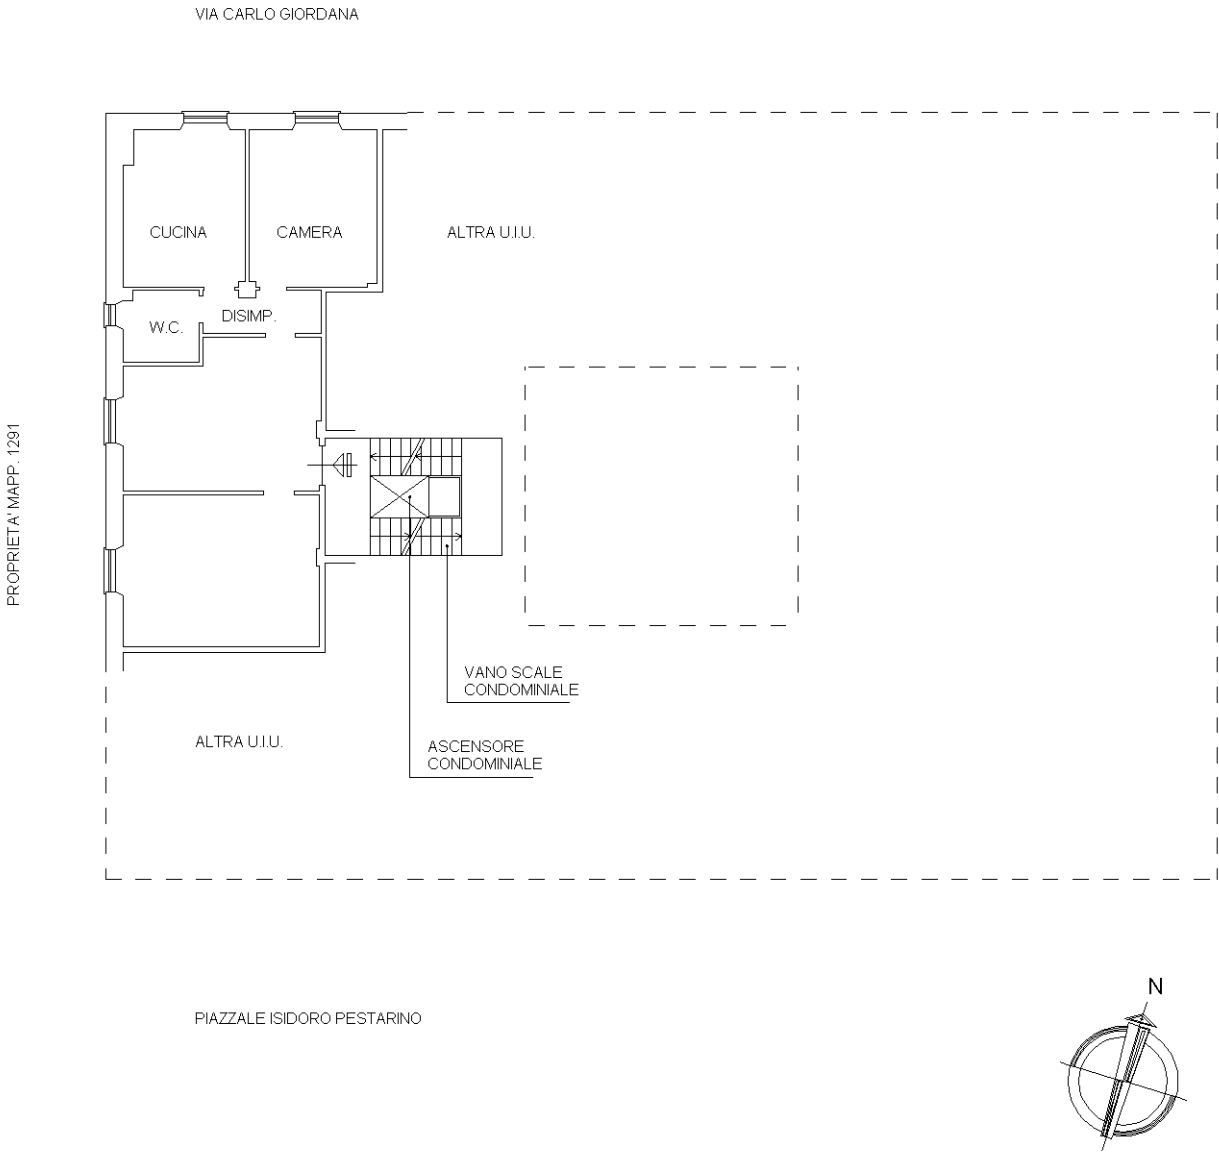 VIA CARLO GIORDANA
CUCINA
CAMERA
ALTRA U.I.U.
W.C.
DISIMP.
PROPRIETA' MAPP. 1291
VANO SCALE
CONDOMINIALE
ALTRA U.I.U.
ASCENSORE
CONDOMINIALE
N
PIAZZALE ISIDORO PESTARINO